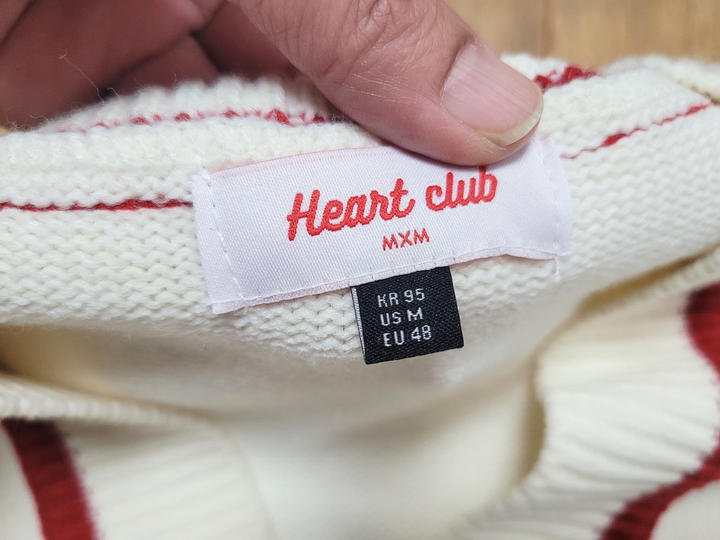 Heart club
MXM
KR 95
US M
EU 48